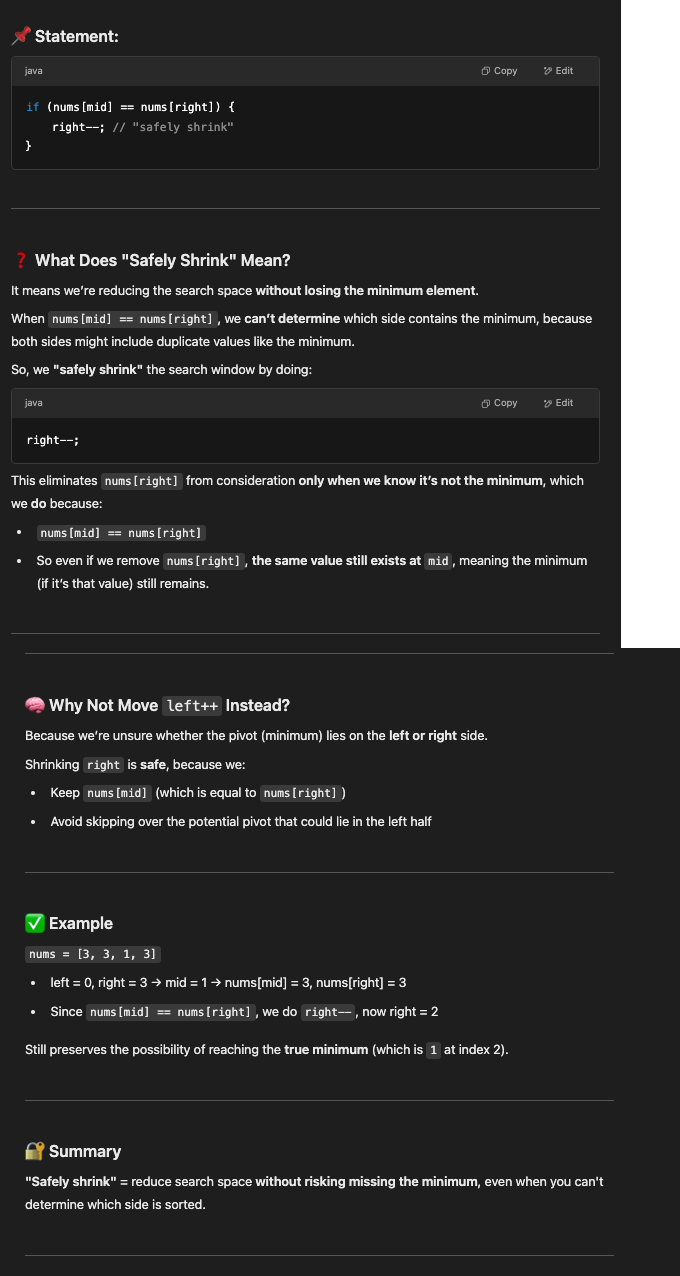 📌 Statement:
java
Copy
Edit
if (nums[mid] == nums[right]) {
right--; // "safely shrink"
}
❓ What Does "Safely Shrink" Mean?
It means we're reducing the search space without losing the minimum element.
When nums[mid] == nums[right], we can't determine which side contains the minimum, because
both sides might include duplicate values like the minimum.
So, we "safely shrink" the search window by doing:
java
Copy
Edit
right--;
This eliminates nums[right] from consideration only when we know it's not the minimum, which
we do because:
• nums[mid] == nums[right]
• So even if we remove nums[right], the same value still exists at mid, meaning the minimum
(if it's that value) still remains.
🧠 Why Not Move left++ Instead?
Because we're unsure whether the pivot (minimum) lies on the left or right side.
Shrinking right is safe, because we:
• Keep nums[mid] (which is equal to nums[right])
• Avoid skipping over the potential pivot that could lie in the left half
✅ Example
nums = [3, 3, 1, 3]
• left = 0, right = 3 → mid = 1 → nums[mid] = 3, nums[right] = 3
• Since nums[mid] == nums[right], we do right--, now right = 2
Still preserves the possibility of reaching the true minimum (which is 1 at index 2).
🔐 Summary
"Safely shrink" = reduce search space without risking missing the minimum, even when you can't
determine which side is sorted.